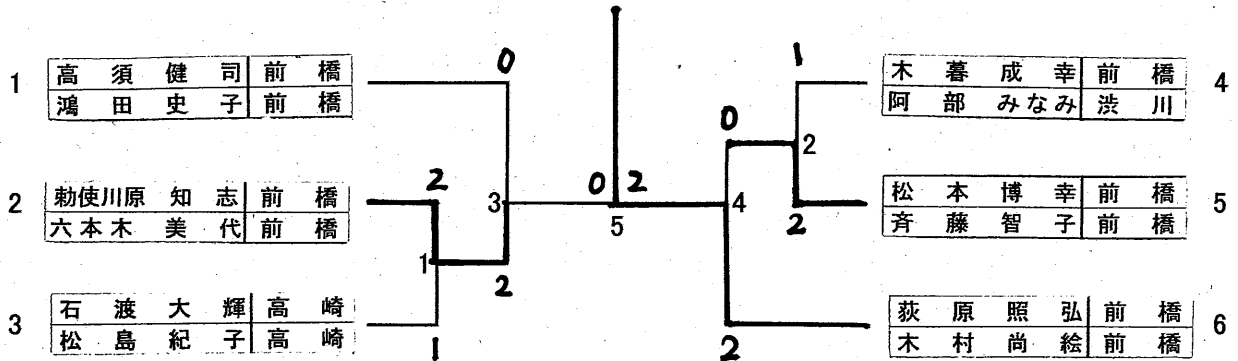 1 高須健司 前橋
鴻田史子 前橋
2 勅使川原知志 前橋
六本木美代 前橋
3 石渡大輝 高崎
松島紀子 高崎
0
2
1
3
1
2
0 2
5
0
4
2
1
2
2
木暮成幸 前橋 4
阿部みなみ 渋川
松本博幸 前橋 5
斉藤智子 前橋
荻原照弘 前橋 6
木村尚絵 前橋